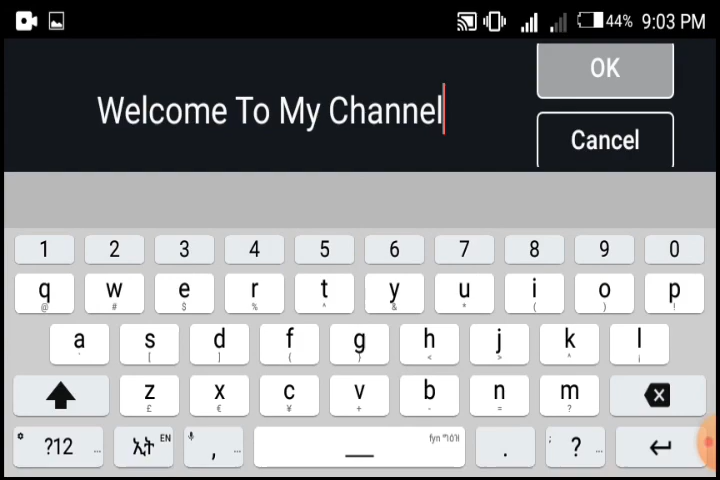 44% 9:03 PM
Welcome To My Channel
OK
Cancel
1 2 3 4 5 6 7 8 9 0
q w e r t y u i o p
@ # $ % ^ & * ( ) !
a s d f g h j k l
z x c v b n m
£ € ¥ + - = ?
?12 ... ኢት EN , ... . ; ? ...